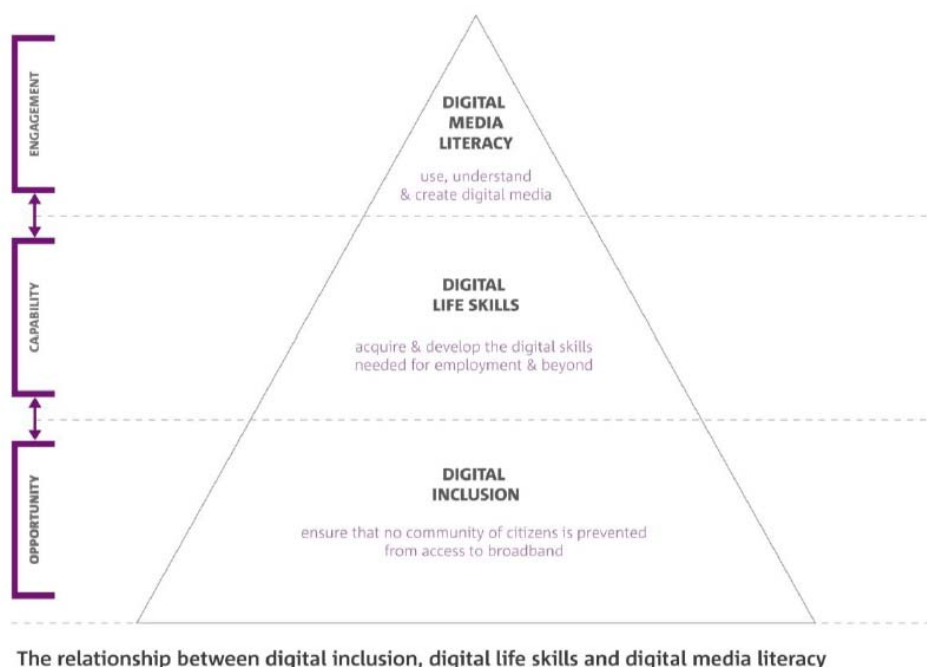 ENGAGEMENT
DIGITAL
MEDIA
LITERACY
use, understand
& create digital media
CAPABILITY
DIGITAL
LIFE SKILLS
acquire & develop the digital skills
needed for employment & beyond
OPPORTUNITY
DIGITAL
INCLUSION
ensure that no community of citizens is prevented
from access to broadband
The relationship between digital inclusion, digital life skills and digital media literacy